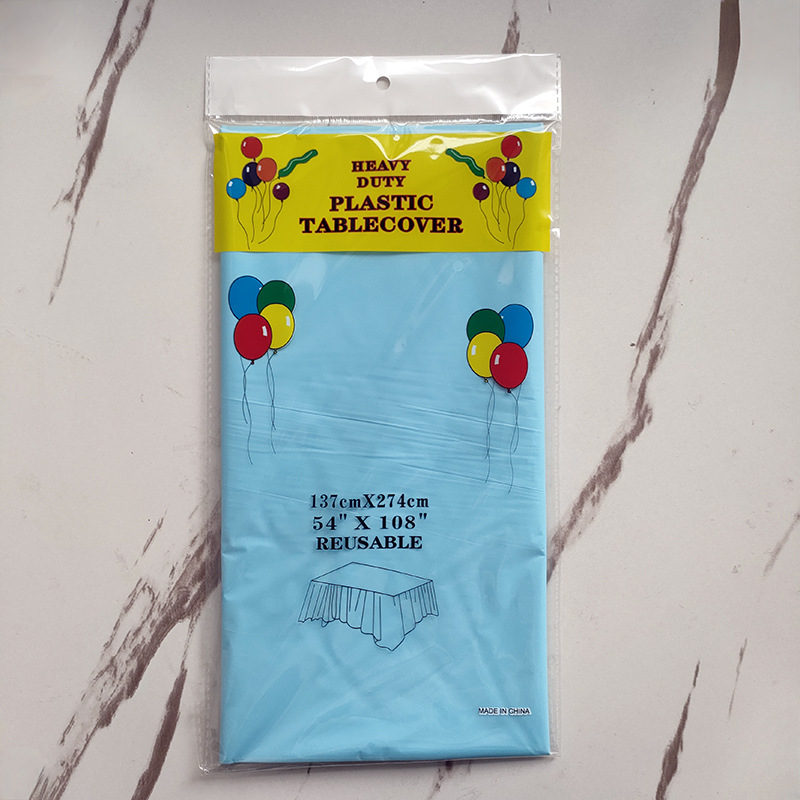 HEAVY
DUTY
PLASTIC
TABLECOVER
137cmX274cm
54" X 108"
REUSABLE
MADE IN CHINA